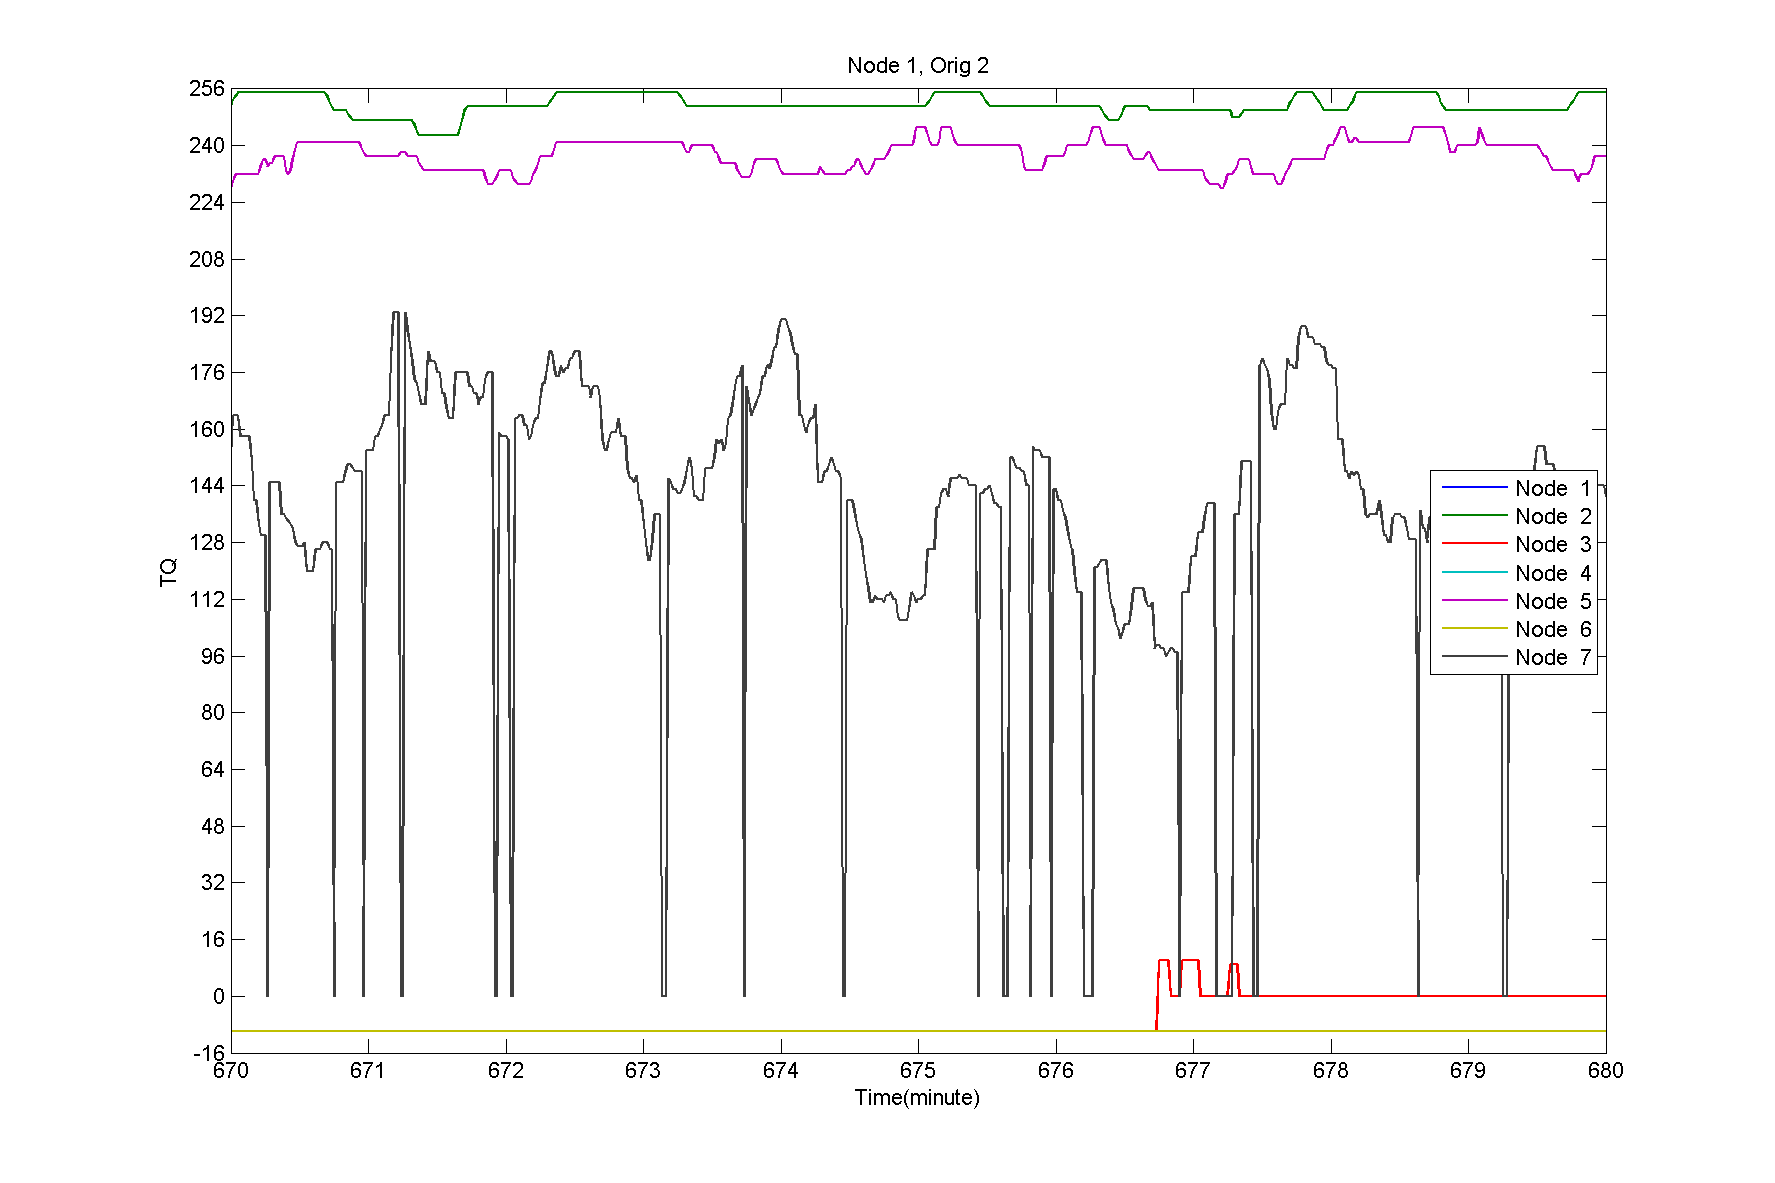 Node 1, Orig 2
256
240
224
208
192
176
160
144
128
112
96
80
64
48
32
16
0
-16
TQ
Node 1
Node 2
Node 3
Node 4
Node 5
Node 6
Node 7
670 671 672 673 674 675 676 677 678 679 680
Time(minute)